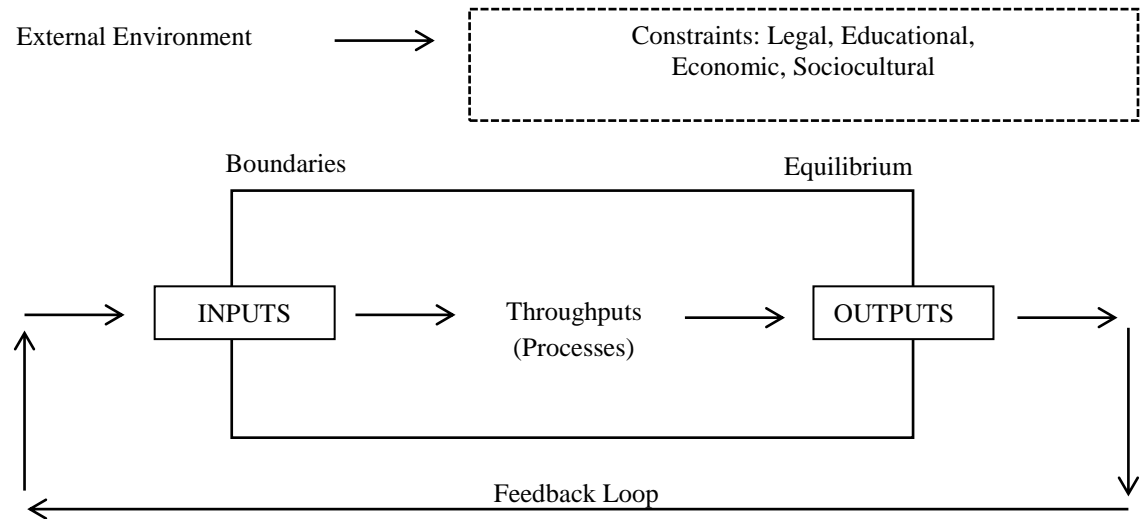 External Environment
Constraints: Legal, Educational,
Economic, Sociocultural
Boundaries
Equilibrium
INPUTS
Throughputs
(Processes)
OUTPUTS
Feedback Loop